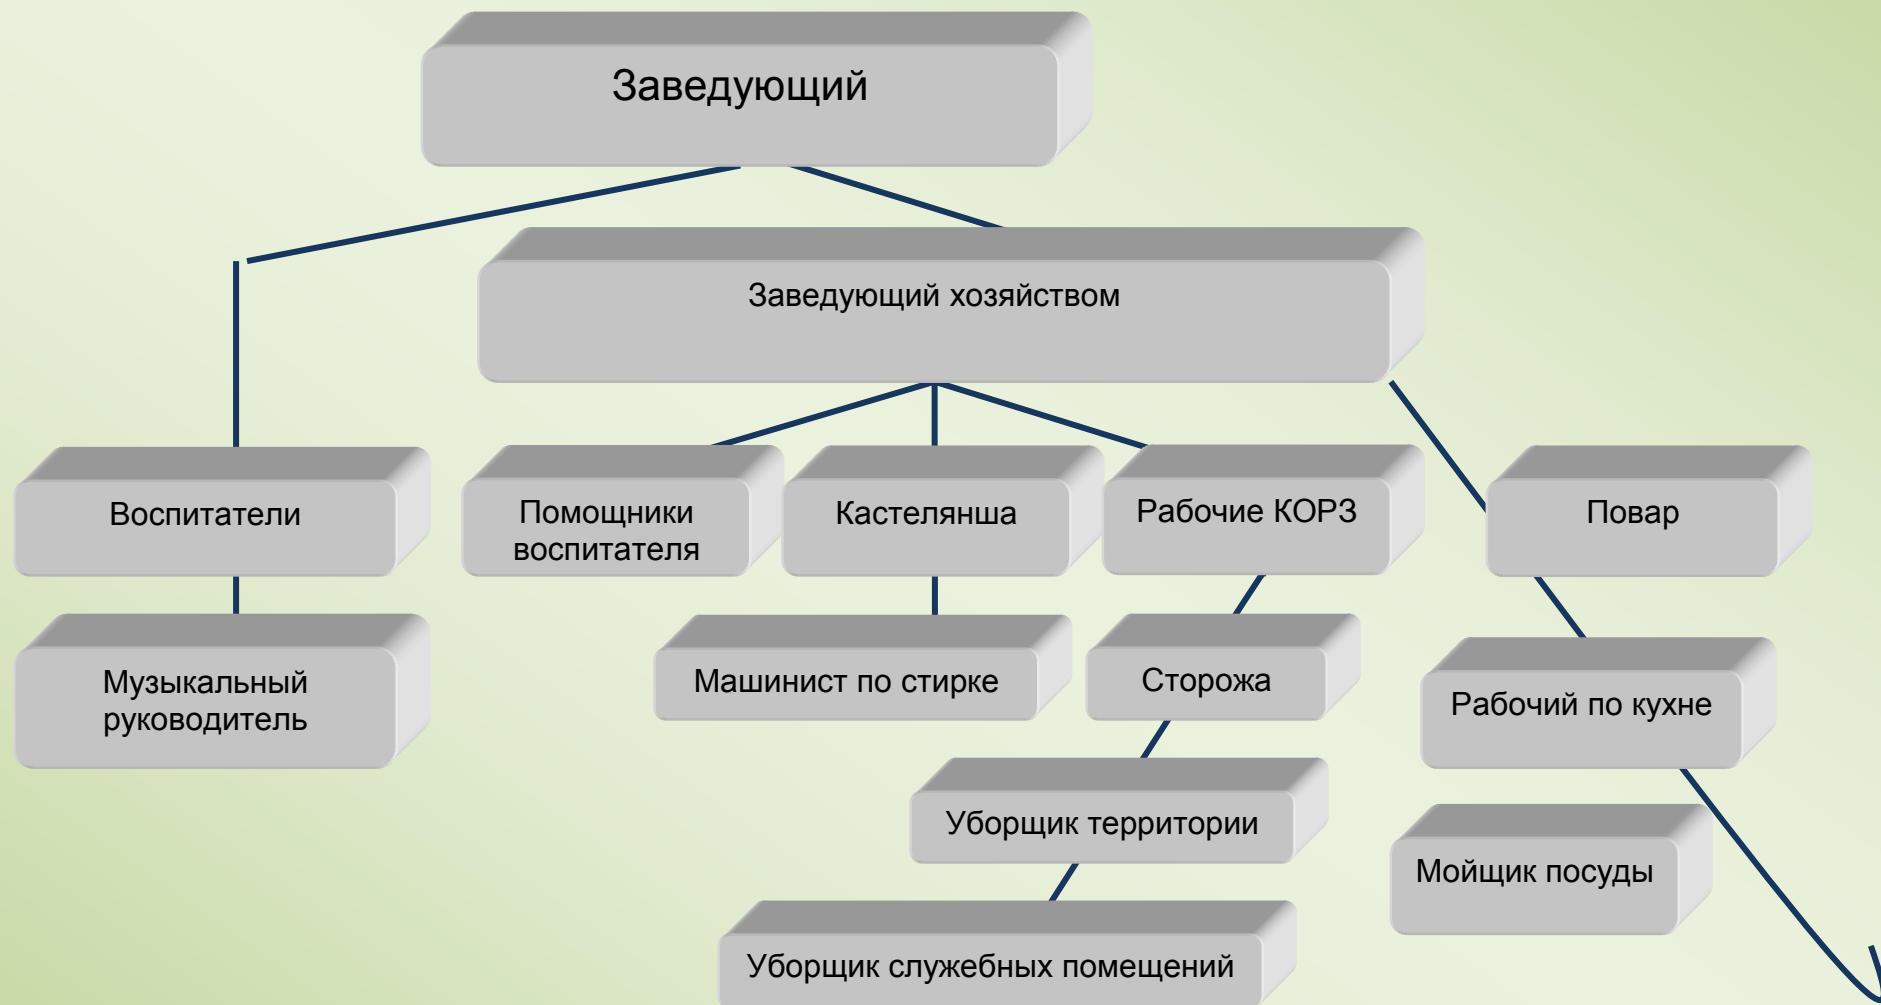 Заведующий
Заведующий хозяйством
Воспитатели
Помощники
воспитателя
Кастелянша
Рабочие КОРЗ
Повар
Музыкальный
руководитель
Машинист по стирке
Сторожа
Рабочий по кухне
Уборщик территории
Мойщик посуды
Уборщик служебных помещений